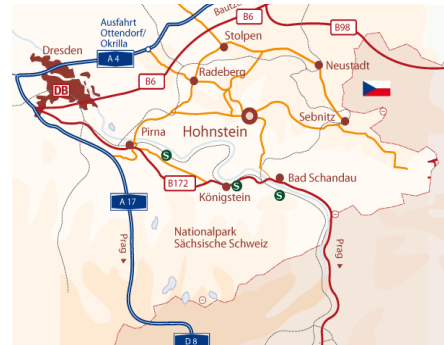 Ausfahrt
Ottendorf/
Okrilla
Bautze
B6
B98
Dresden
Stolpen
A 4
Neustadt
Radeberg
B6
DB
Hohnstein
Sebnitz
Pirna
S
Bad Schandau
B172
S
S
Königstein
A 17
Nationalpark
Sächsische Schweiz
Prag
Prag
D 8